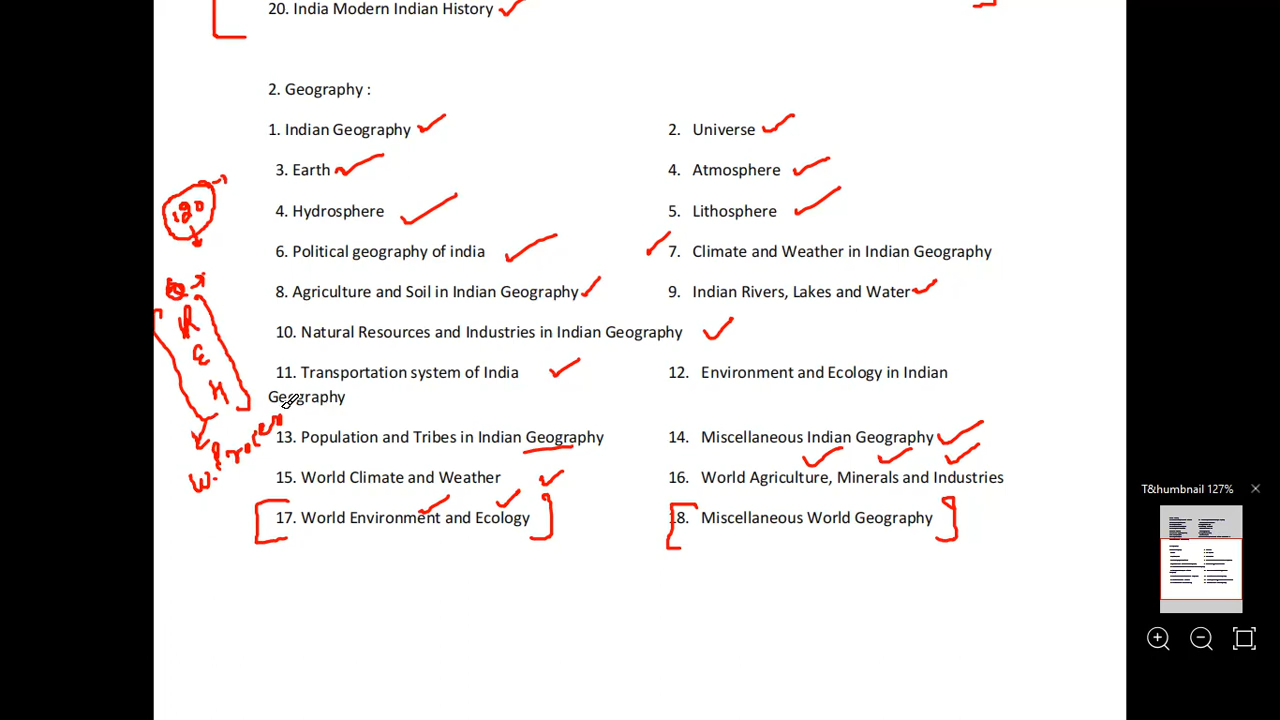 20. India Modern Indian History
2. Geography :
1. Indian Geography 2. Universe
3. Earth 4. Atmosphere
4. Hydrosphere 5. Lithosphere
6. Political geography of india 7. Climate and Weather in Indian Geography
8. Agriculture and Soil in Indian Geography 9. Indian Rivers, Lakes and Water
10. Natural Resources and Industries in Indian Geography
11. Transportation system of India 12. Environment and Ecology in Indian
Geography
13. Population and Tribes in Indian Geography 14. Miscellaneous Indian Geography
15. World Climate and Weather 16. World Agriculture, Minerals and Industries
17. World Environment and Ecology 18. Miscellaneous World Geography
T&humbnail 127%